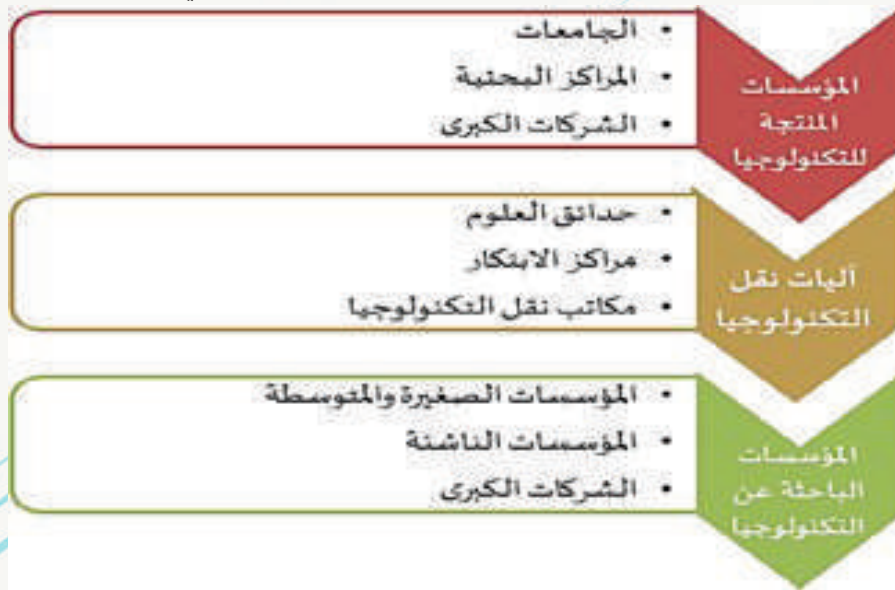 المؤسسات
المنتجة
للتكنولوجيا
• الجامعات
• المراكز البحثية
• الشركات الكبرى
أليات نقل
التكنولوجيا
• حدائق العلوم
• مراكز الابتكار
• مكاتب نقل التكنولوجيا
المؤسسات
الباحثة عن
التكنولوجيا
• المؤسسات الصغيرة والمتوسطة
• المؤسسات الناشئة
• الشركات الكبرى